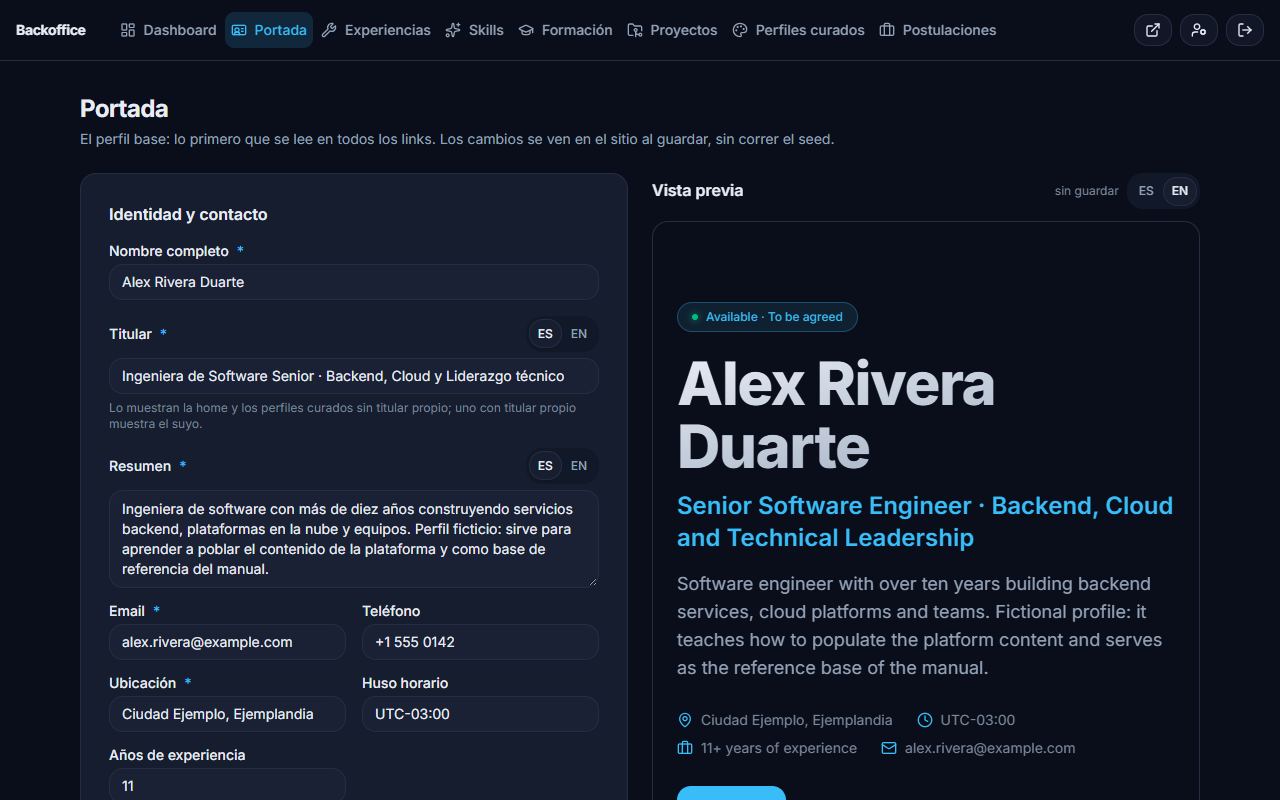 Backoffice Dashboard Portada Experiencias Skills Formación Proyectos Perfiles curados Postulaciones
Portada
El perfil base: lo primero que se lee en todos los links. Los cambios se ven en el sitio al guardar, sin correr el seed.
Identidad y contacto
Nombre completo *
Alex Rivera Duarte
Titular * ES EN
Ingeniera de Software Senior · Backend, Cloud y Liderazgo técnico
Lo muestran la home y los perfiles curados sin titular propio; uno con titular propio
muestra el suyo.
Resumen * ES EN
Ingeniera de software con más de diez años construyendo servicios
backend, plataformas en la nube y equipos. Perfil ficticio: sirve para
aprender a poblar el contenido de la plataforma y como base de
referencia del manual.
Email * Teléfono
alex.rivera@example.com +1 555 0142
Ubicación * Huso horario
Ciudad Ejemplo, Ejemplandia UTC-03:00
Años de experiencia
11
Vista previa sin guardar ES EN
Available · To be agreed
Alex Rivera
Duarte
Senior Software Engineer · Backend, Cloud
and Technical Leadership
Software engineer with over ten years building backend
services, cloud platforms and teams. Fictional profile: it
teaches how to populate the platform content and serves
as the reference base of the manual.
Ciudad Ejemplo, Ejemplandia UTC-03:00
11+ years of experience alex.rivera@example.com